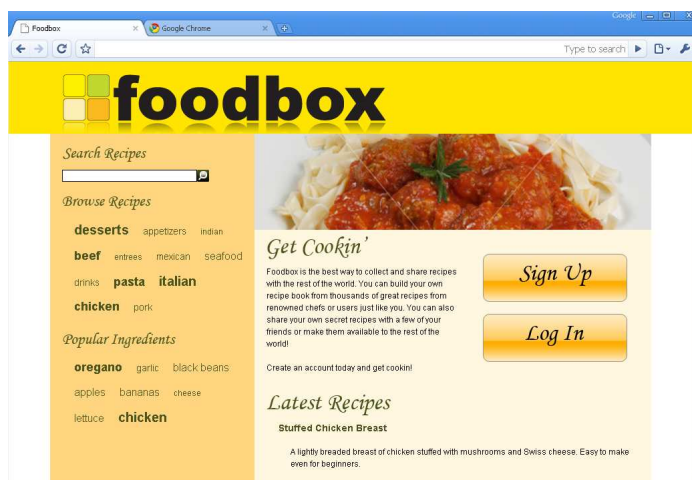 Google
Foodbox
Google Chrome
Type to search
foodbox
Search Recipes
Browse Recipes
desserts appetizers indian
beef entrees mexican seafood
drinks pasta italian
chicken pork
Popular Ingredients
oregano garlic black beans
apples bananas cheese
lettuce chicken
Get Cookin'
Foodbox is the best way to collect and share recipes
with the rest of the world. You can build your own
recipe book from thousands of great recipes from
renowned chefs or users just like you. You can also
share your own secret recipes with a few of your
friends or make them available to the rest of the
world!
Create an account today and get cookin!
Sign Up
Log In
Latest Recipes
Stuffed Chicken Breast
A lightly breaded breast of chicken stuffed with mushrooms and Swiss cheese. Easy to make
even for beginners.